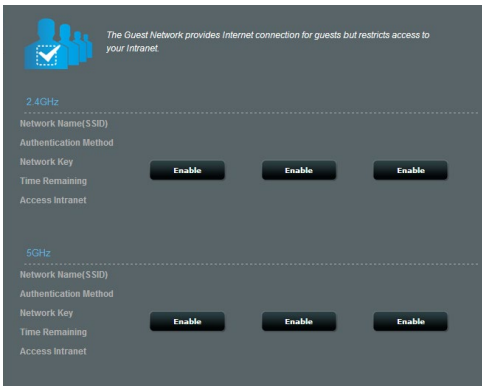 The Guest Network provides Internet connection for guests but restricts access to
your Intranet.
2.4GHz
Network Name(SSID)
Authentication Method
Network Key
Enable Enable Enable
Time Remaining
Access Intranet
5GHz
Network Name(SSID)
Authentication Method
Network Key
Enable Enable Enable
Time Remaining
Access Intranet